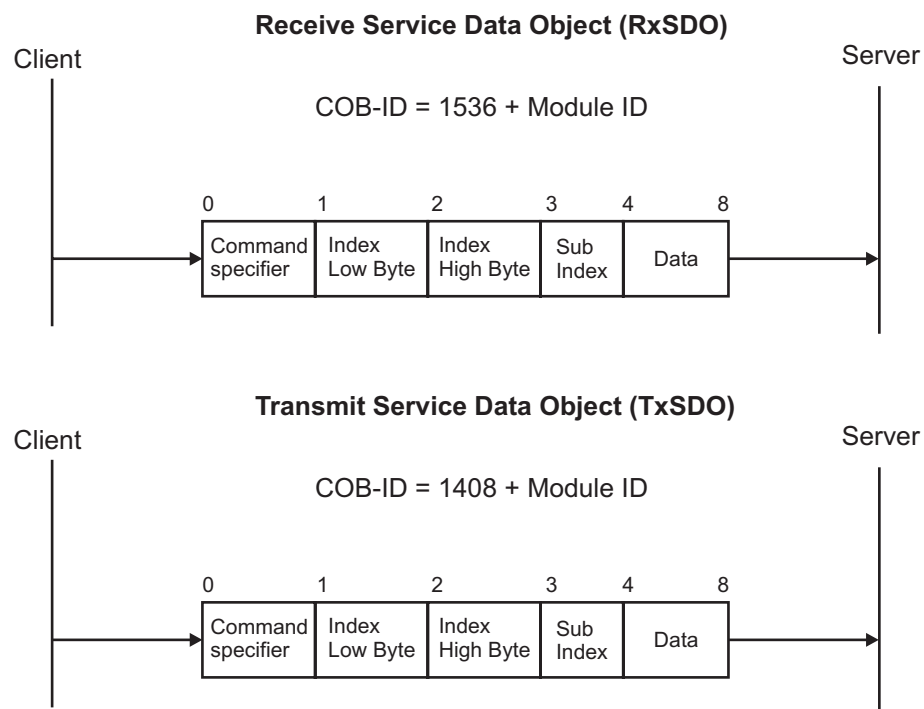 Receive Service Data Object (RxSDO)
Client
Server
COB-ID = 1536 + Module ID
0 1 2 3 4 8
Command specifier
Index Low Byte
Index High Byte
Sub Index
Data
Transmit Service Data Object (TxSDO)
Client
Server
COB-ID = 1408 + Module ID
0 1 2 3 4 8
Command specifier
Index Low Byte
Index High Byte
Sub Index
Data